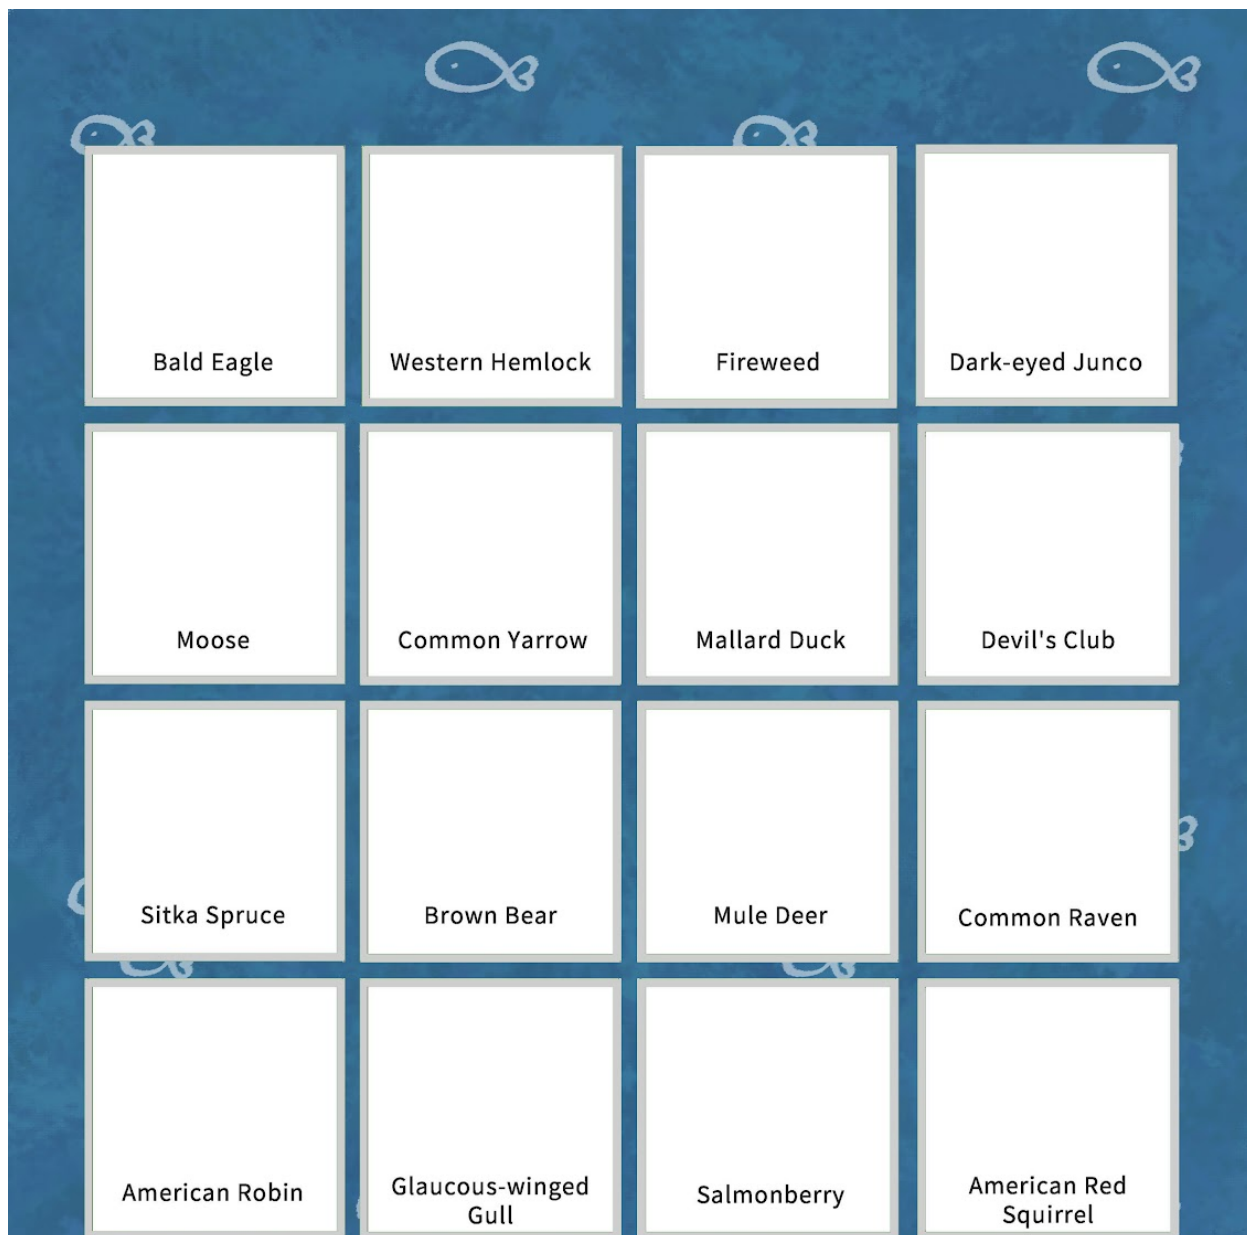 Bald Eagle
Western Hemlock
Fireweed
Dark-eyed Junco
Moose
Common Yarrow
Mallard Duck
Devil's Club
Sitka Spruce
Brown Bear
Mule Deer
Common Raven
American Robin
Glaucous-winged
Gull
Salmonberry
American Red
Squirrel